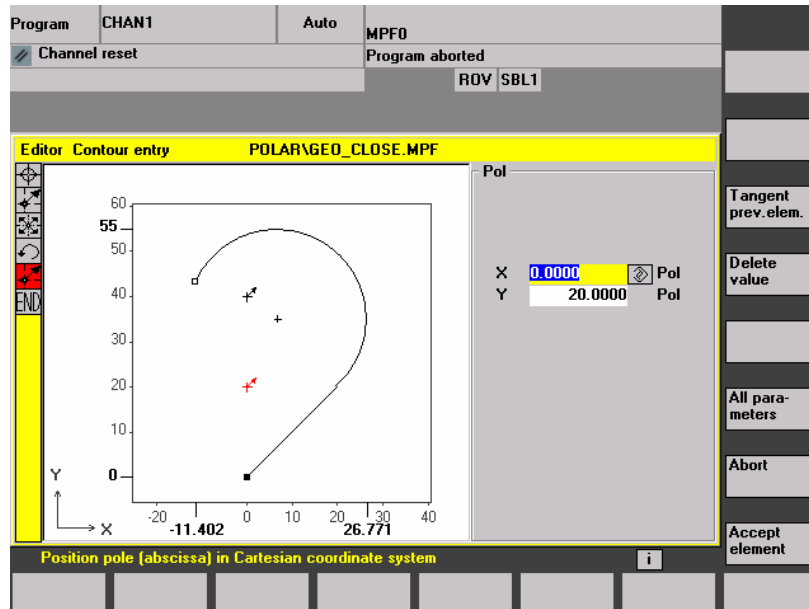 Program CHAN1 Auto MPF0
Channel reset Program aborted
ROV SBL1
Editor Contour entry POLAR\GEO_CLOSE.MPF
Pol
Tangent
prev.elem.
60
55
50
Delete
value
X 0.0000 Pol
Y 20.0000 Pol
END
40
30
20
All para-
meters
10
Abort
Y 0
-20 0 10 20 30 40
X -11.402 26.771
Accept
element
Position pole (abscissa) in Cartesian coordinate system i